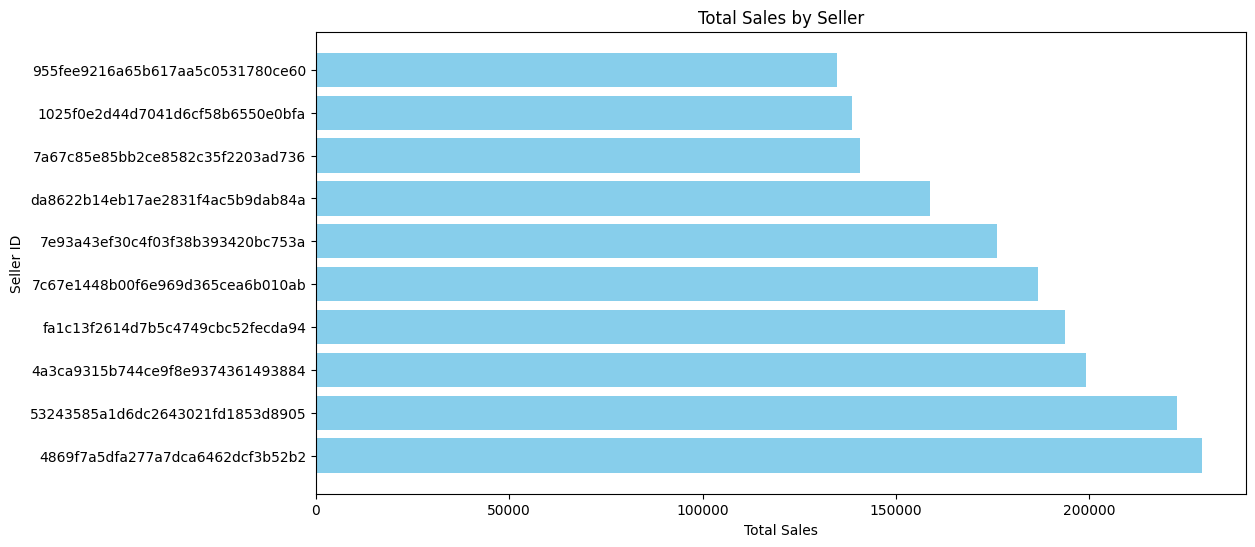 Total Sales by Seller
955fee9216a65b617aa5c0531780ce60
1025f0e2d44d7041d6cf58b6550e0bfa
7a67c85e85bb2ce8582c35f2203ad736
da8622b14eb17ae2831f4ac5b9dab84a
7e93a43ef30c4f03f38b393420bc753a
7c67e1448b00f6e969d365cea6b010ab
fa1c13f2614d7b5c4749cbc52fecda94
4a3ca9315b744ce9f8e9374361493884
53243585a1d6dc2643021fd1853d8905
4869f7a5dfa277a7dca6462dcf3b52b2
Seller ID
0 50000 100000 150000 200000
Total Sales